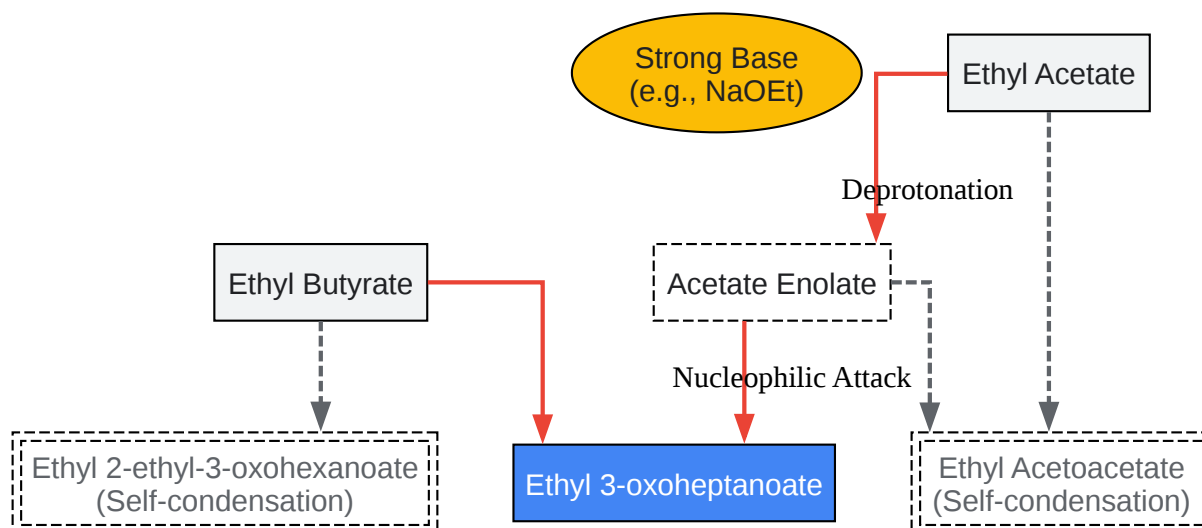 Strong Base
(e.g., NaOEt)
Ethyl Acetate
Deprotonation
Ethyl Butyrate
Acetate Enolate
Nucleophilic Attack
Ethyl 2-ethyl-3-oxohexanoate
(Self-condensation)
Ethyl 3-oxoheptanoate
Ethyl Acetoacetate
(Self-condensation)